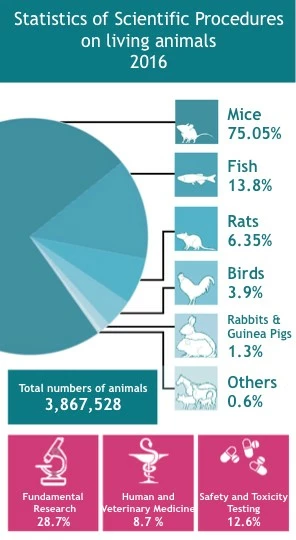 Statistics of Scientific Procedures
on living animals
2016
Mice
75.05%
Fish
13.8%
Rats
6.35%
Birds
3.9%
Rabbits &
Guinea Pigs
1.3%
Others
0.6%
Total numbers of animals
3,867,528
Fundamental
Research
28.7%
Human and
Veterinary Medicine
8.7 %
Safety and Toxicity
Testing
12.6%